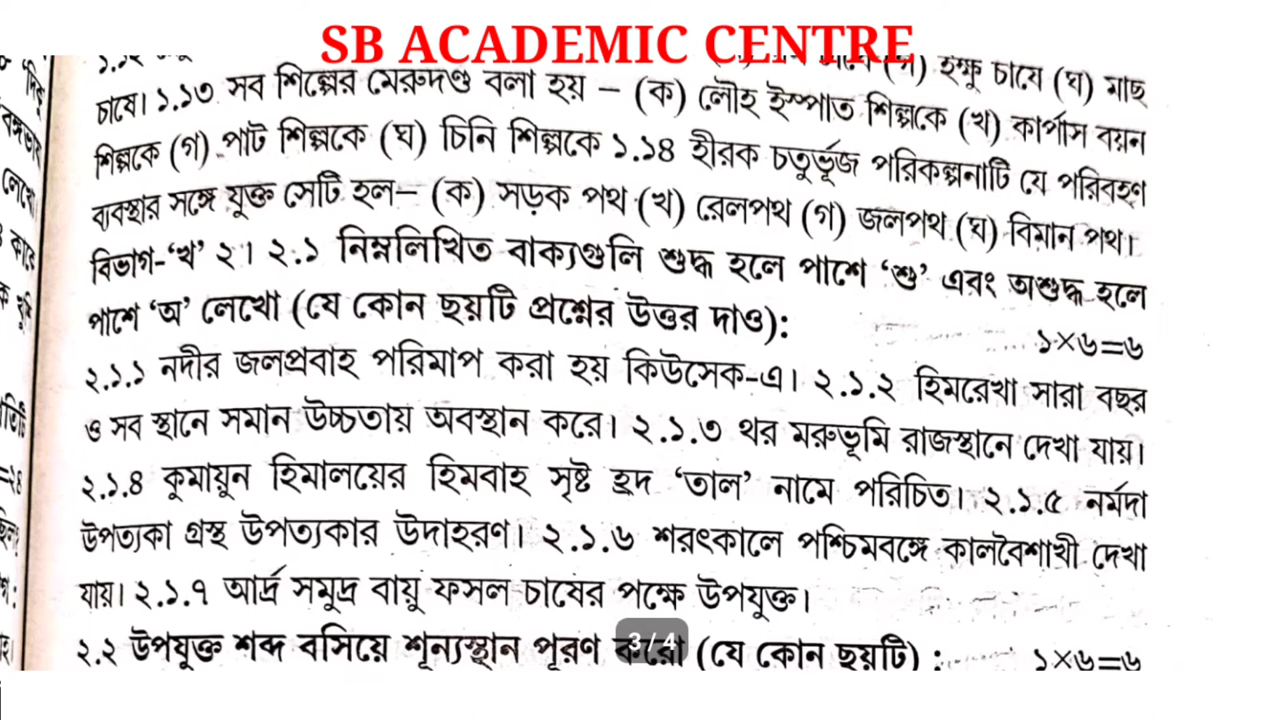 SB ACADEMIC CENTRE
ইক্ষু চাষে (ঘ) মাছ
চাষে। ১.১৩ সব শিল্পের মেরুদণ্ড বলা হয় – (ক) লৌহ ইস্পাত শিল্পকে (খ) কার্পাস বয়ন
শিল্পকে (গ) পাট শিল্পকে (ঘ) চিনি শিল্পকে ১.১৪ হীরক চতুর্ভূজ পরিকল্পনাটি যে পরিবহণ
ব্যবস্থার সঙ্গে যুক্ত সেটি হল– (ক) সড়ক পথ (খ) রেলপথ (গ) জলপথ (ঘ) বিমান পথ।
বিভাগ-‘খ’ ২। ২.১ নিম্নলিখিত বাক্যগুলি শুদ্ধ হলে পাশে ‘শু’ এবং অশুদ্ধ হলে
পাশে ‘অ’ লেখো (যে কোন ছয়টি প্রশ্নের উত্তর দাও): ১×৬=৬
২.১.১ নদীর জলপ্রবাহ পরিমাপ করা হয় কিউসেক-এ। ২.১.২ হিমরেখা সারা বছর
ও সব স্থানে সমান উচ্চতায় অবস্থান করে। ২.১.৩ থর মরুভূমি রাজস্থানে দেখা যায়।
২.১.৪ কুমায়ুন হিমালয়ের হিমবাহ সৃষ্ট হ্রদ ‘তাল’ নামে পরিচিত। ২.১.৫ নর্মদা
উপত্যকা গ্রস্থ উপত্যকার উদাহরণ। ২.১.৬ শরৎকালে পশ্চিমবঙ্গে কালবৈশাখী দেখা
যায়। ২.১.৭ আর্দ্র সমুদ্র বায়ু ফসল চাষের পক্ষে উপযুক্ত।
২.২ উপযুক্ত শব্দ বসিয়ে শূন্যস্থান পূরণ করো (যে কোন ছয়টি) : ১×৬=৬
3 / 4